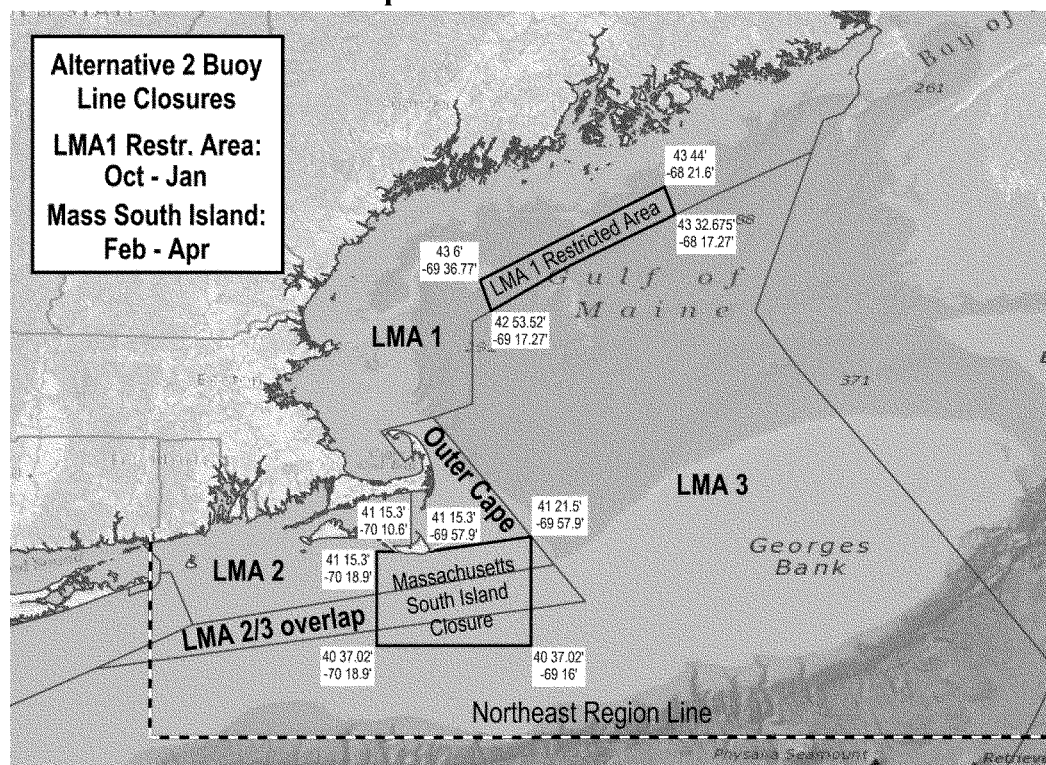 Alternative 2 Buoy
Line Closures
LMA1 Restr. Area:
Oct - Jan
Mass South Island:
Feb - Apr
Bay of
261
43 44'
-68 21.6'
43 32.675'
-68 17.27'
LMA 1 Restricted Area
43 6'
-69 36.77'
Gulf of
Maine
42 53.52'
-69 17.27'
LMA 1
371
Outer Cape
LMA 3
41 15.3'
-70 10.6'
41 15.3'
-69 57.9'
41 21.5'
-69 57.9'
Georges
Bank
LMA 2
41 15.3'
-70 18.9'
Massachusetts
South Island
Closure
LMA 2/3 overlap
40 37.02'
-70 18.9'
40 37.02'
-69 16'
Northeast Region Line
Physalia Seamount
Retriever